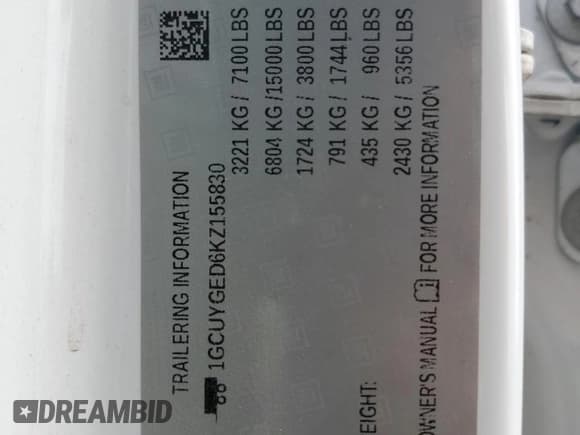 TRAILERING INFORMATION
1GCUYGED6KZ155830
3221 KG / 7100 LBS
6804 KG /15000 LBS
1724 KG / 3800 LBS
791 KG / 1744 LBS
435 KG / 960 LBS
EIGHT: 2430 KG / 5356 LBS
OWNER'S MANUAL FOR MORE INFORMATION
DREAMBID